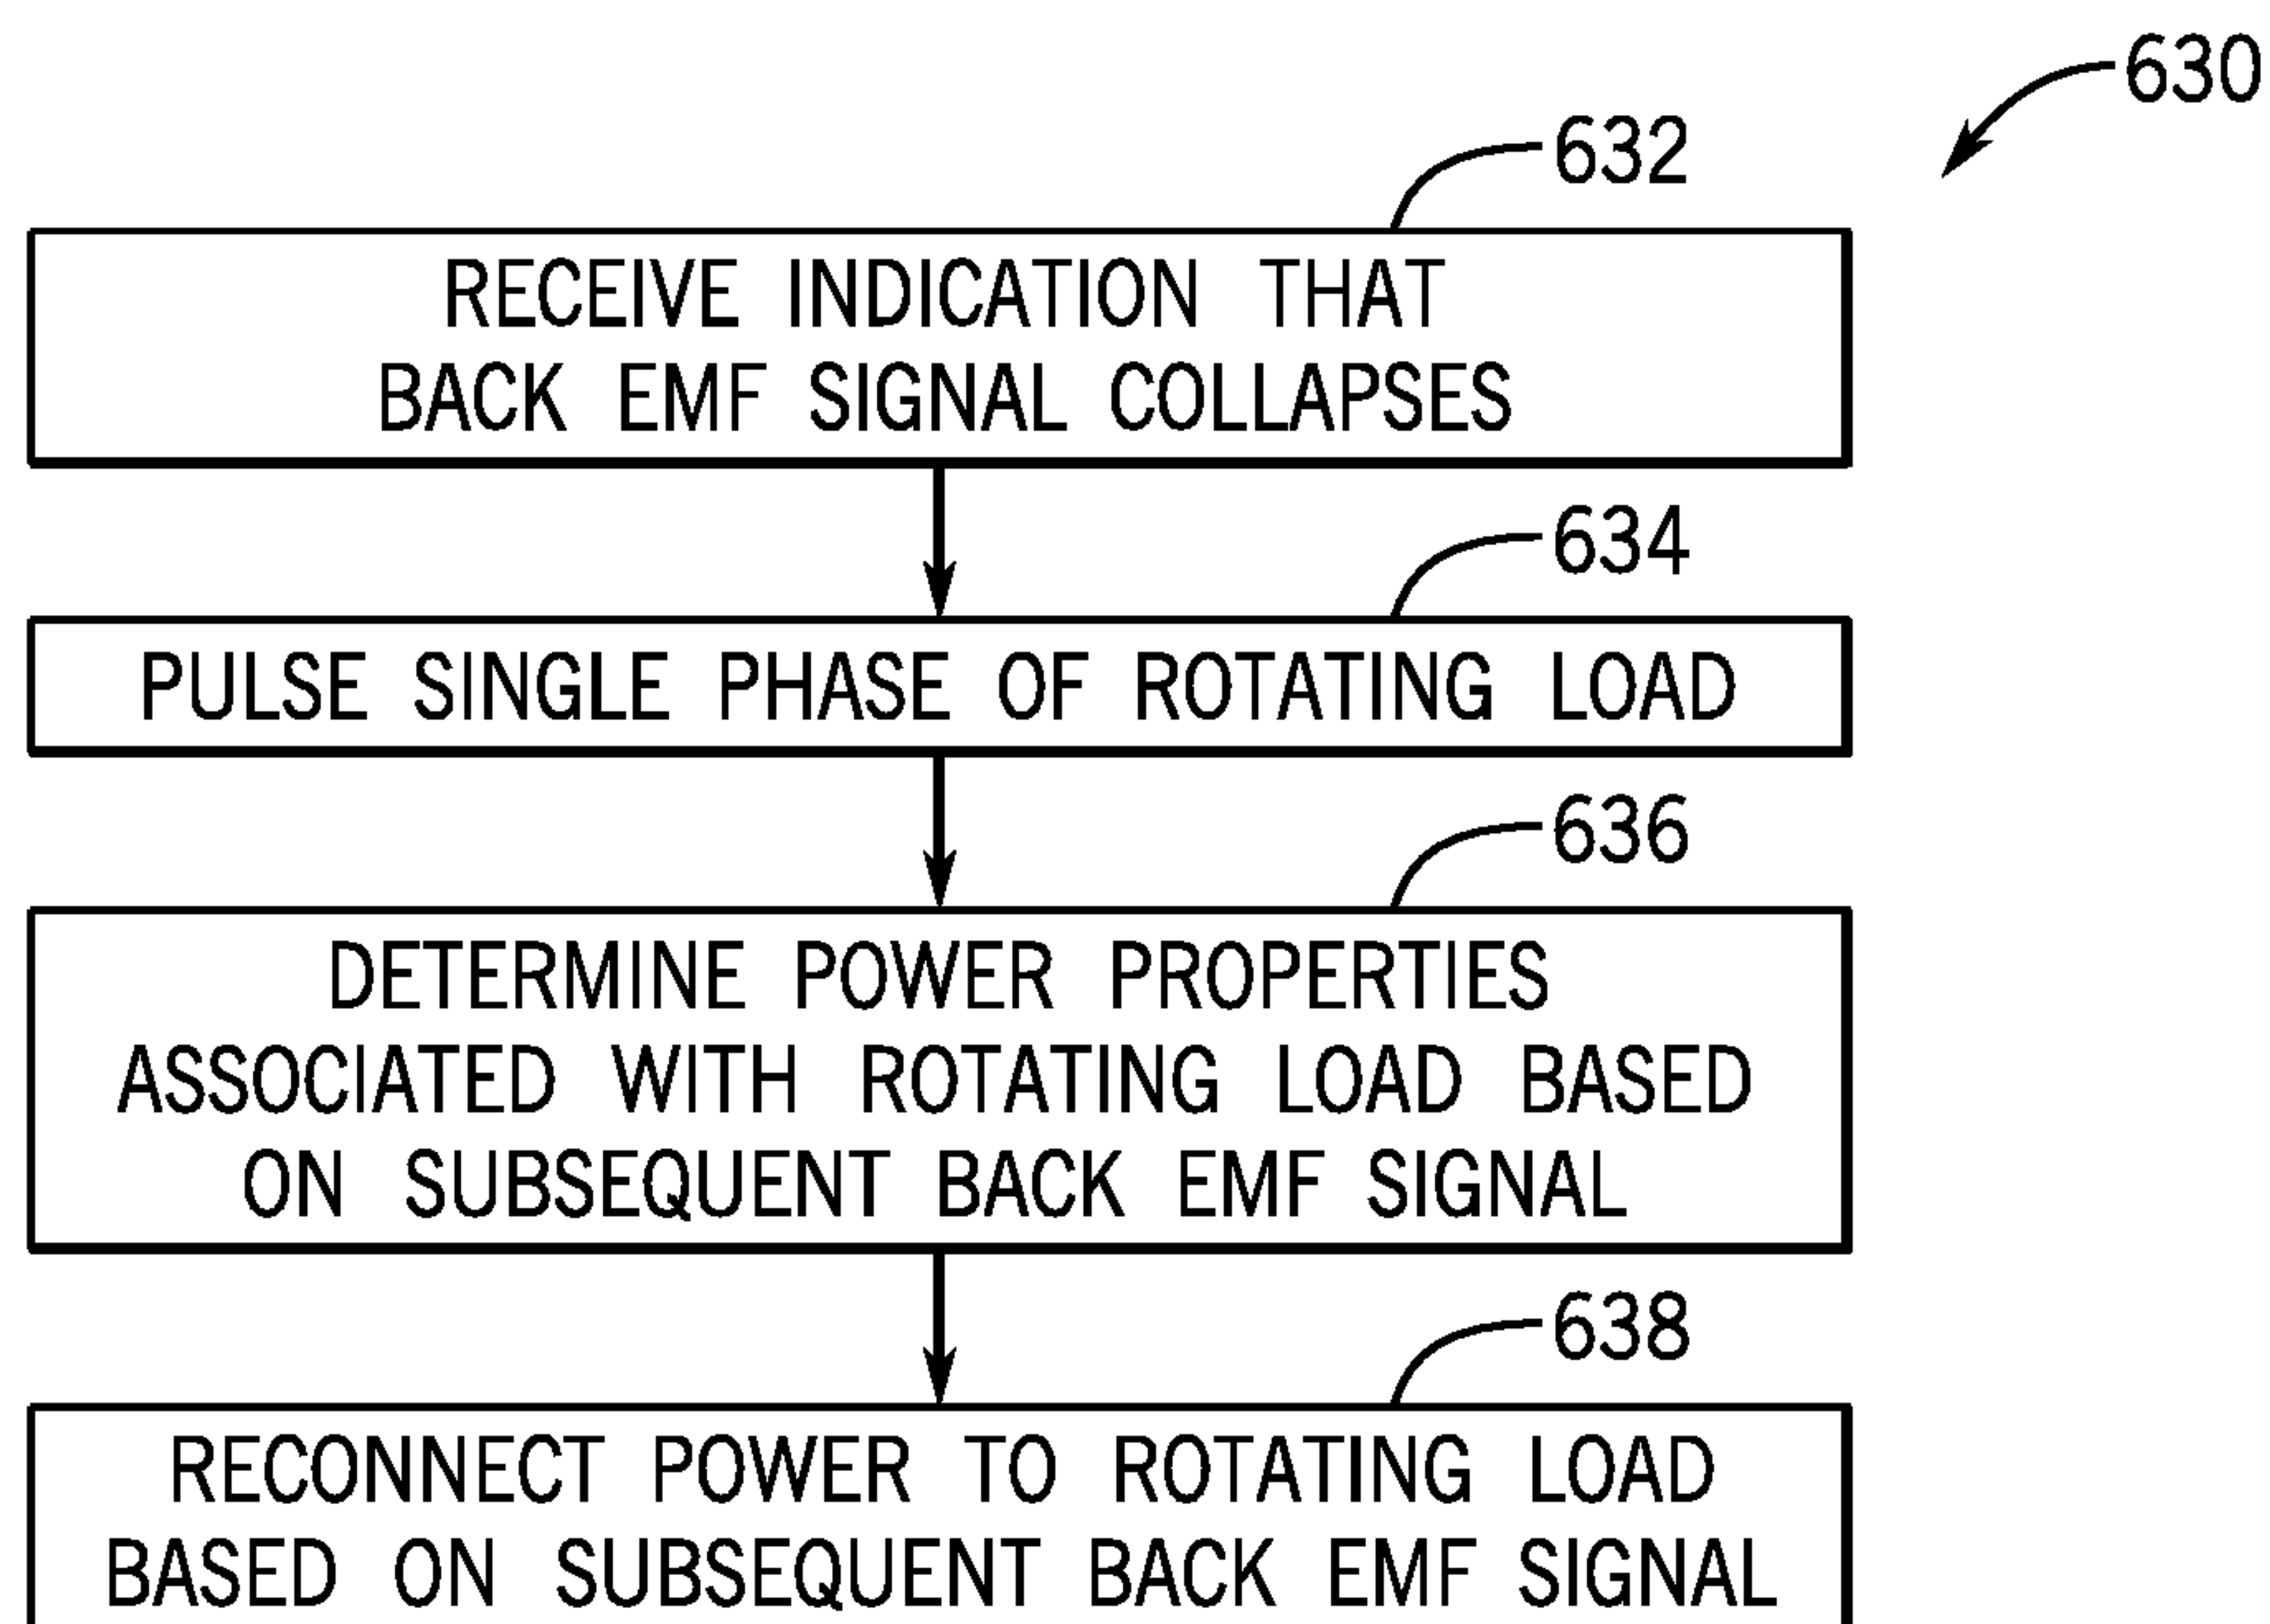 630
632
RECEIVE INDICATION THAT
BACK EMF SIGNAL COLLAPSES
634
PULSE SINGLE PHASE OF ROTATING LOAD
636
DETERMINE POWER PROPERTIES
ASSOCIATED WITH ROTATING LOAD BASED
ON SUBSEQUENT BACK EMF SIGNAL
638
RECONNECT POWER TO ROTATING LOAD
BASED ON SUBSEQUENT BACK EMF SIGNAL